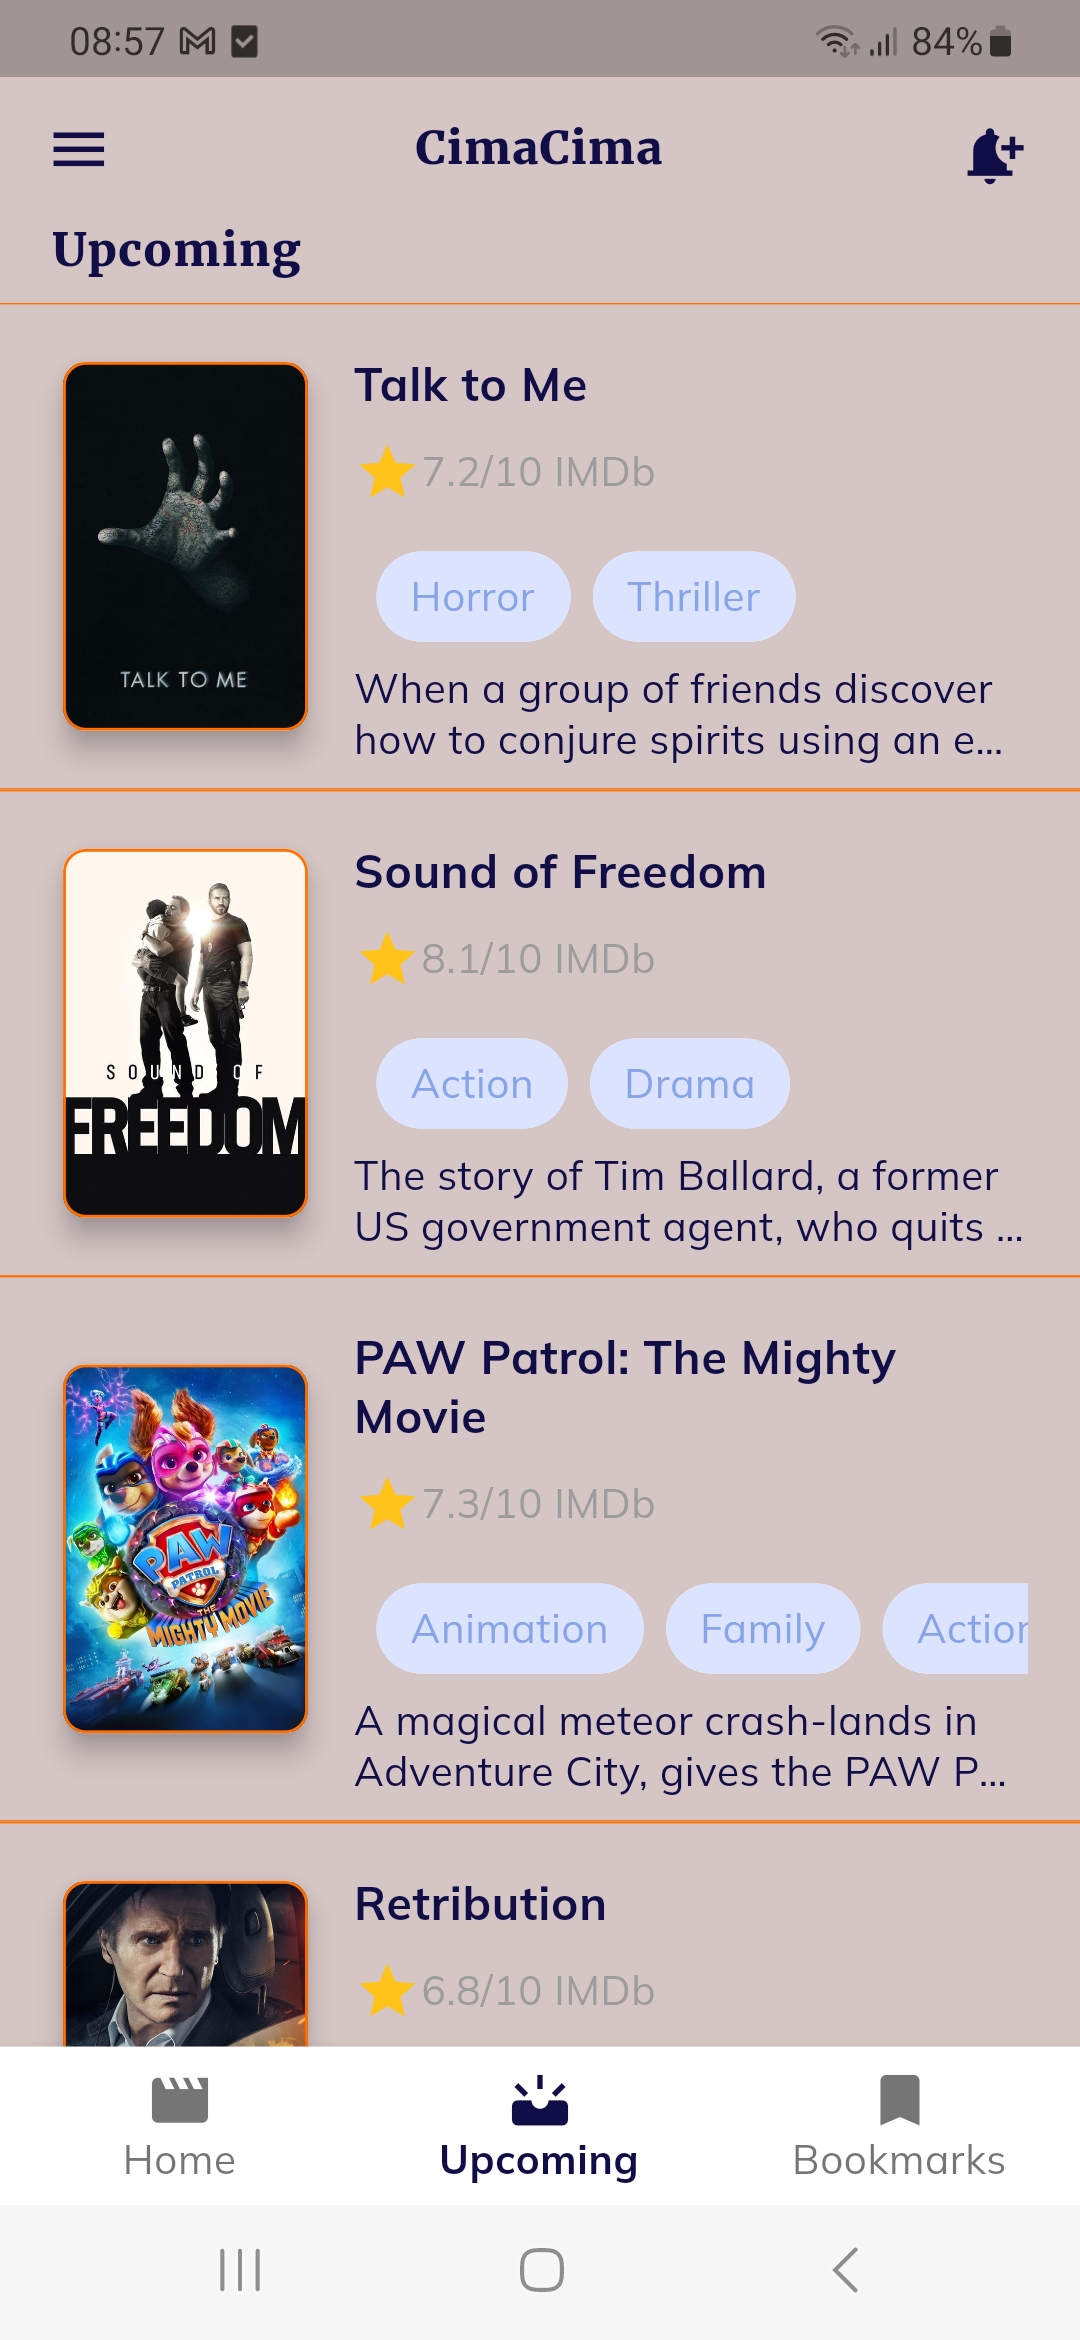 08:57
84%
CimaCima
Upcoming
Talk to Me
7.2/10 IMDb
Horror
Thriller
When a group of friends discover
how to conjure spirits using an e...
TALK TO ME
Sound of Freedom
8.1/10 IMDb
Action
Drama
The story of Tim Ballard, a former
US government agent, who quits ...
SOUND OF
FREEDOM
PAW Patrol: The Mighty
Movie
7.3/10 IMDb
Animation
Family
Action
A magical meteor crash-lands in
Adventure City, gives the PAW P...
PAW
PATROL
THE
MIGHTY MOVIE
Retribution
6.8/10 IMDb
Home
Upcoming
Bookmarks